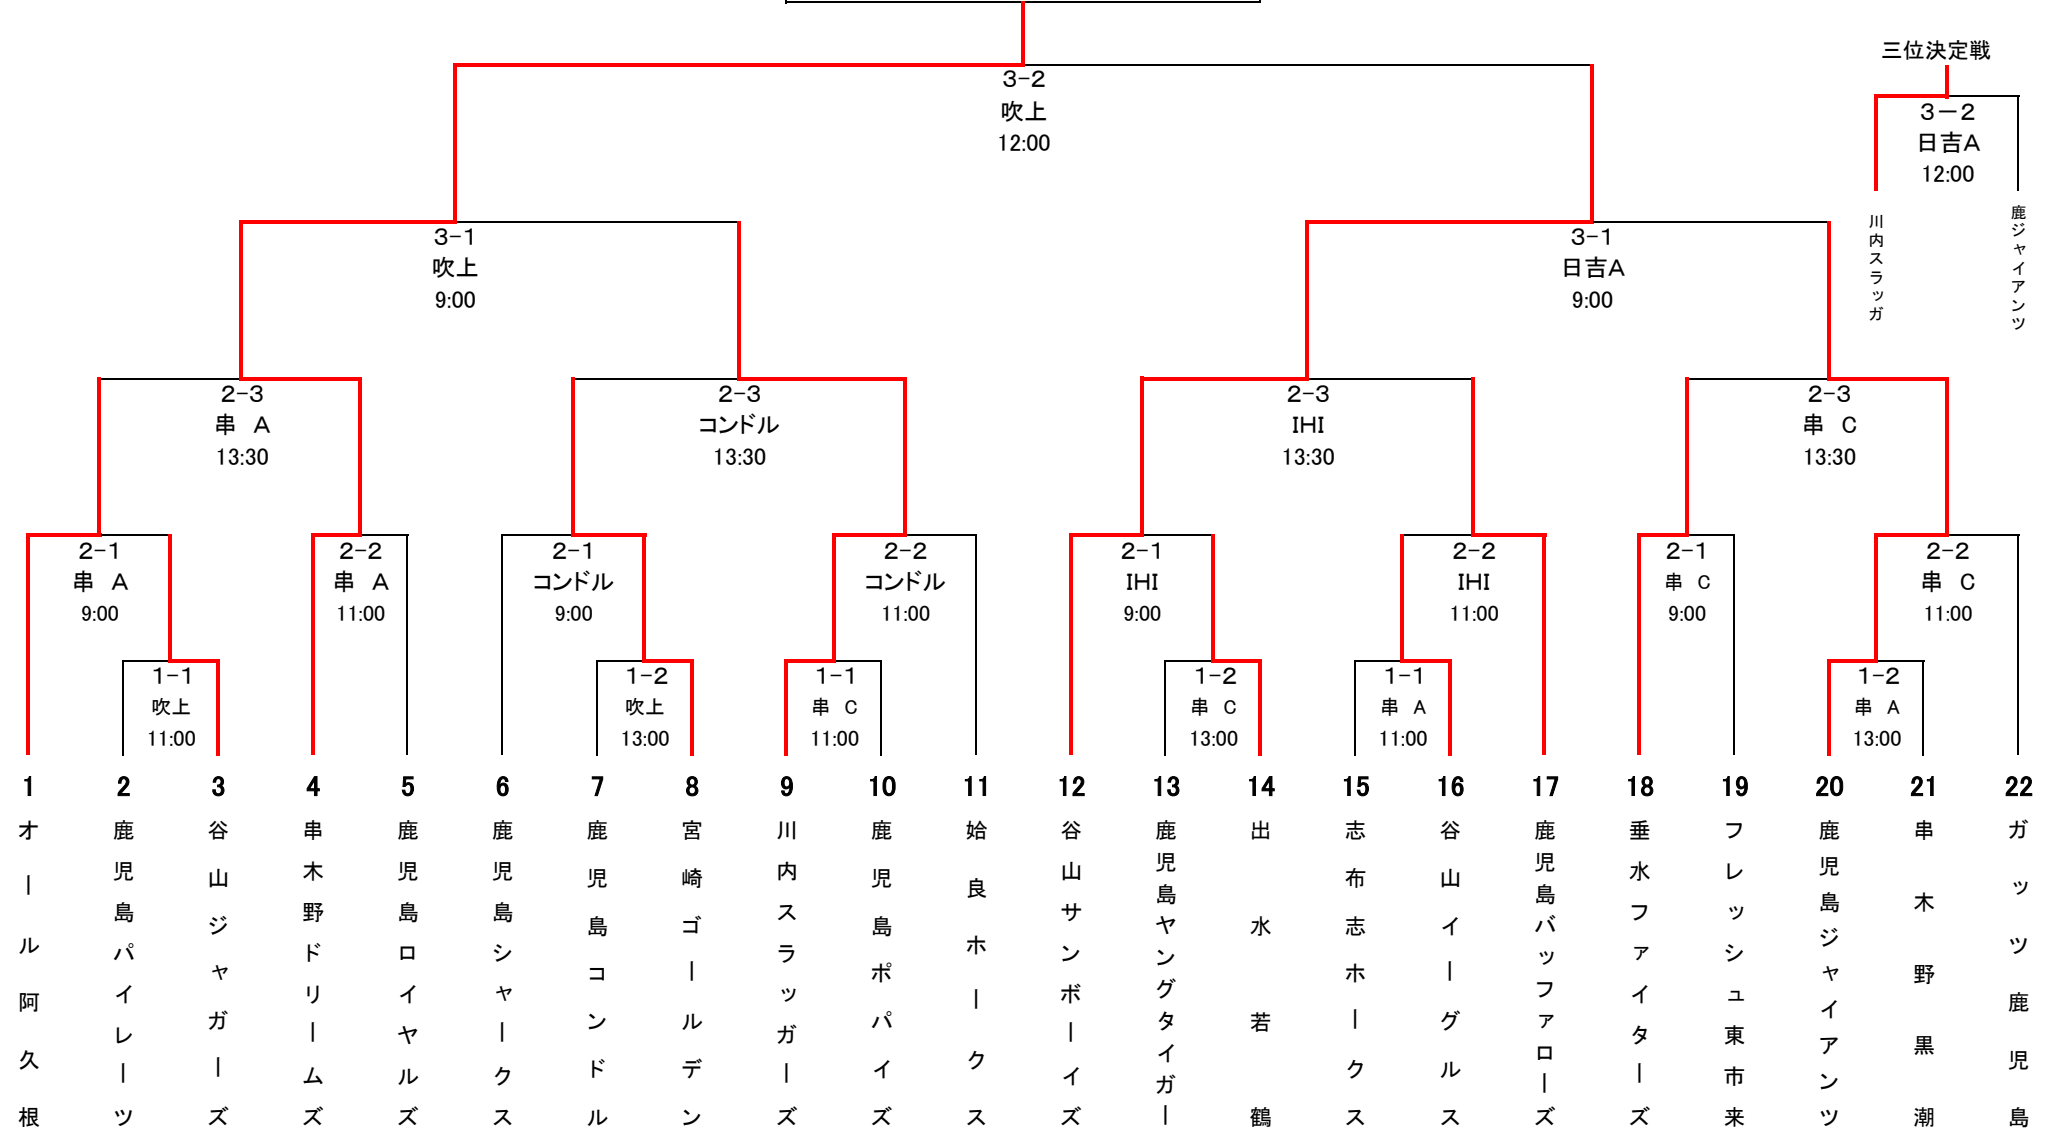 三位決定戦
3-2
吹上
12:00
3－2
日吉A
12:00
川内スラッガ
鹿ジャイアンツ
3-1
吹上
9:00
3-1
日吉A
9:00
2-3
串　A
13:30
2-3
コンドル
13:30
2-3
IHI
13:30
2-3
串　C
13:30
2-1
串　A
9:00
2-2
串　A
11:00
2-1
コンドル
9:00
2-2
コンドル
11:00
2-1
IHI
9:00
2-2
IHI
11:00
2-1
串　C
9:00
2-2
串　C
11:00
1-1
吹上
11:00
1-2
吹上
13:00
1-1
串　C
11:00
1-2
串　C
13:00
1-1
串　A
11:00
1-2
串　A
13:00
1
オール阿久根
2
鹿児島パイレーツ
3
谷山ジャガーズ
4
串木野ドリームズ
5
鹿児島ロイヤルズ
6
鹿児島シャークス
7
鹿児島コンドル
8
宮崎ゴールデン
9
川内スラッガーズ
10
鹿児島ポパイズ
11
姶良ホークス
12
谷山サンボーイズ
13
鹿児島ヤングタイガー
14
出水若鶴
15
志布志ホークス
16
谷山イーグルス
17
鹿児島バッファローズ
18
垂水ファイターズ
19
フレッシュ東市来
20
鹿児島ジャイアンツ
21
串木野黒潮
22
ガッツ鹿児島